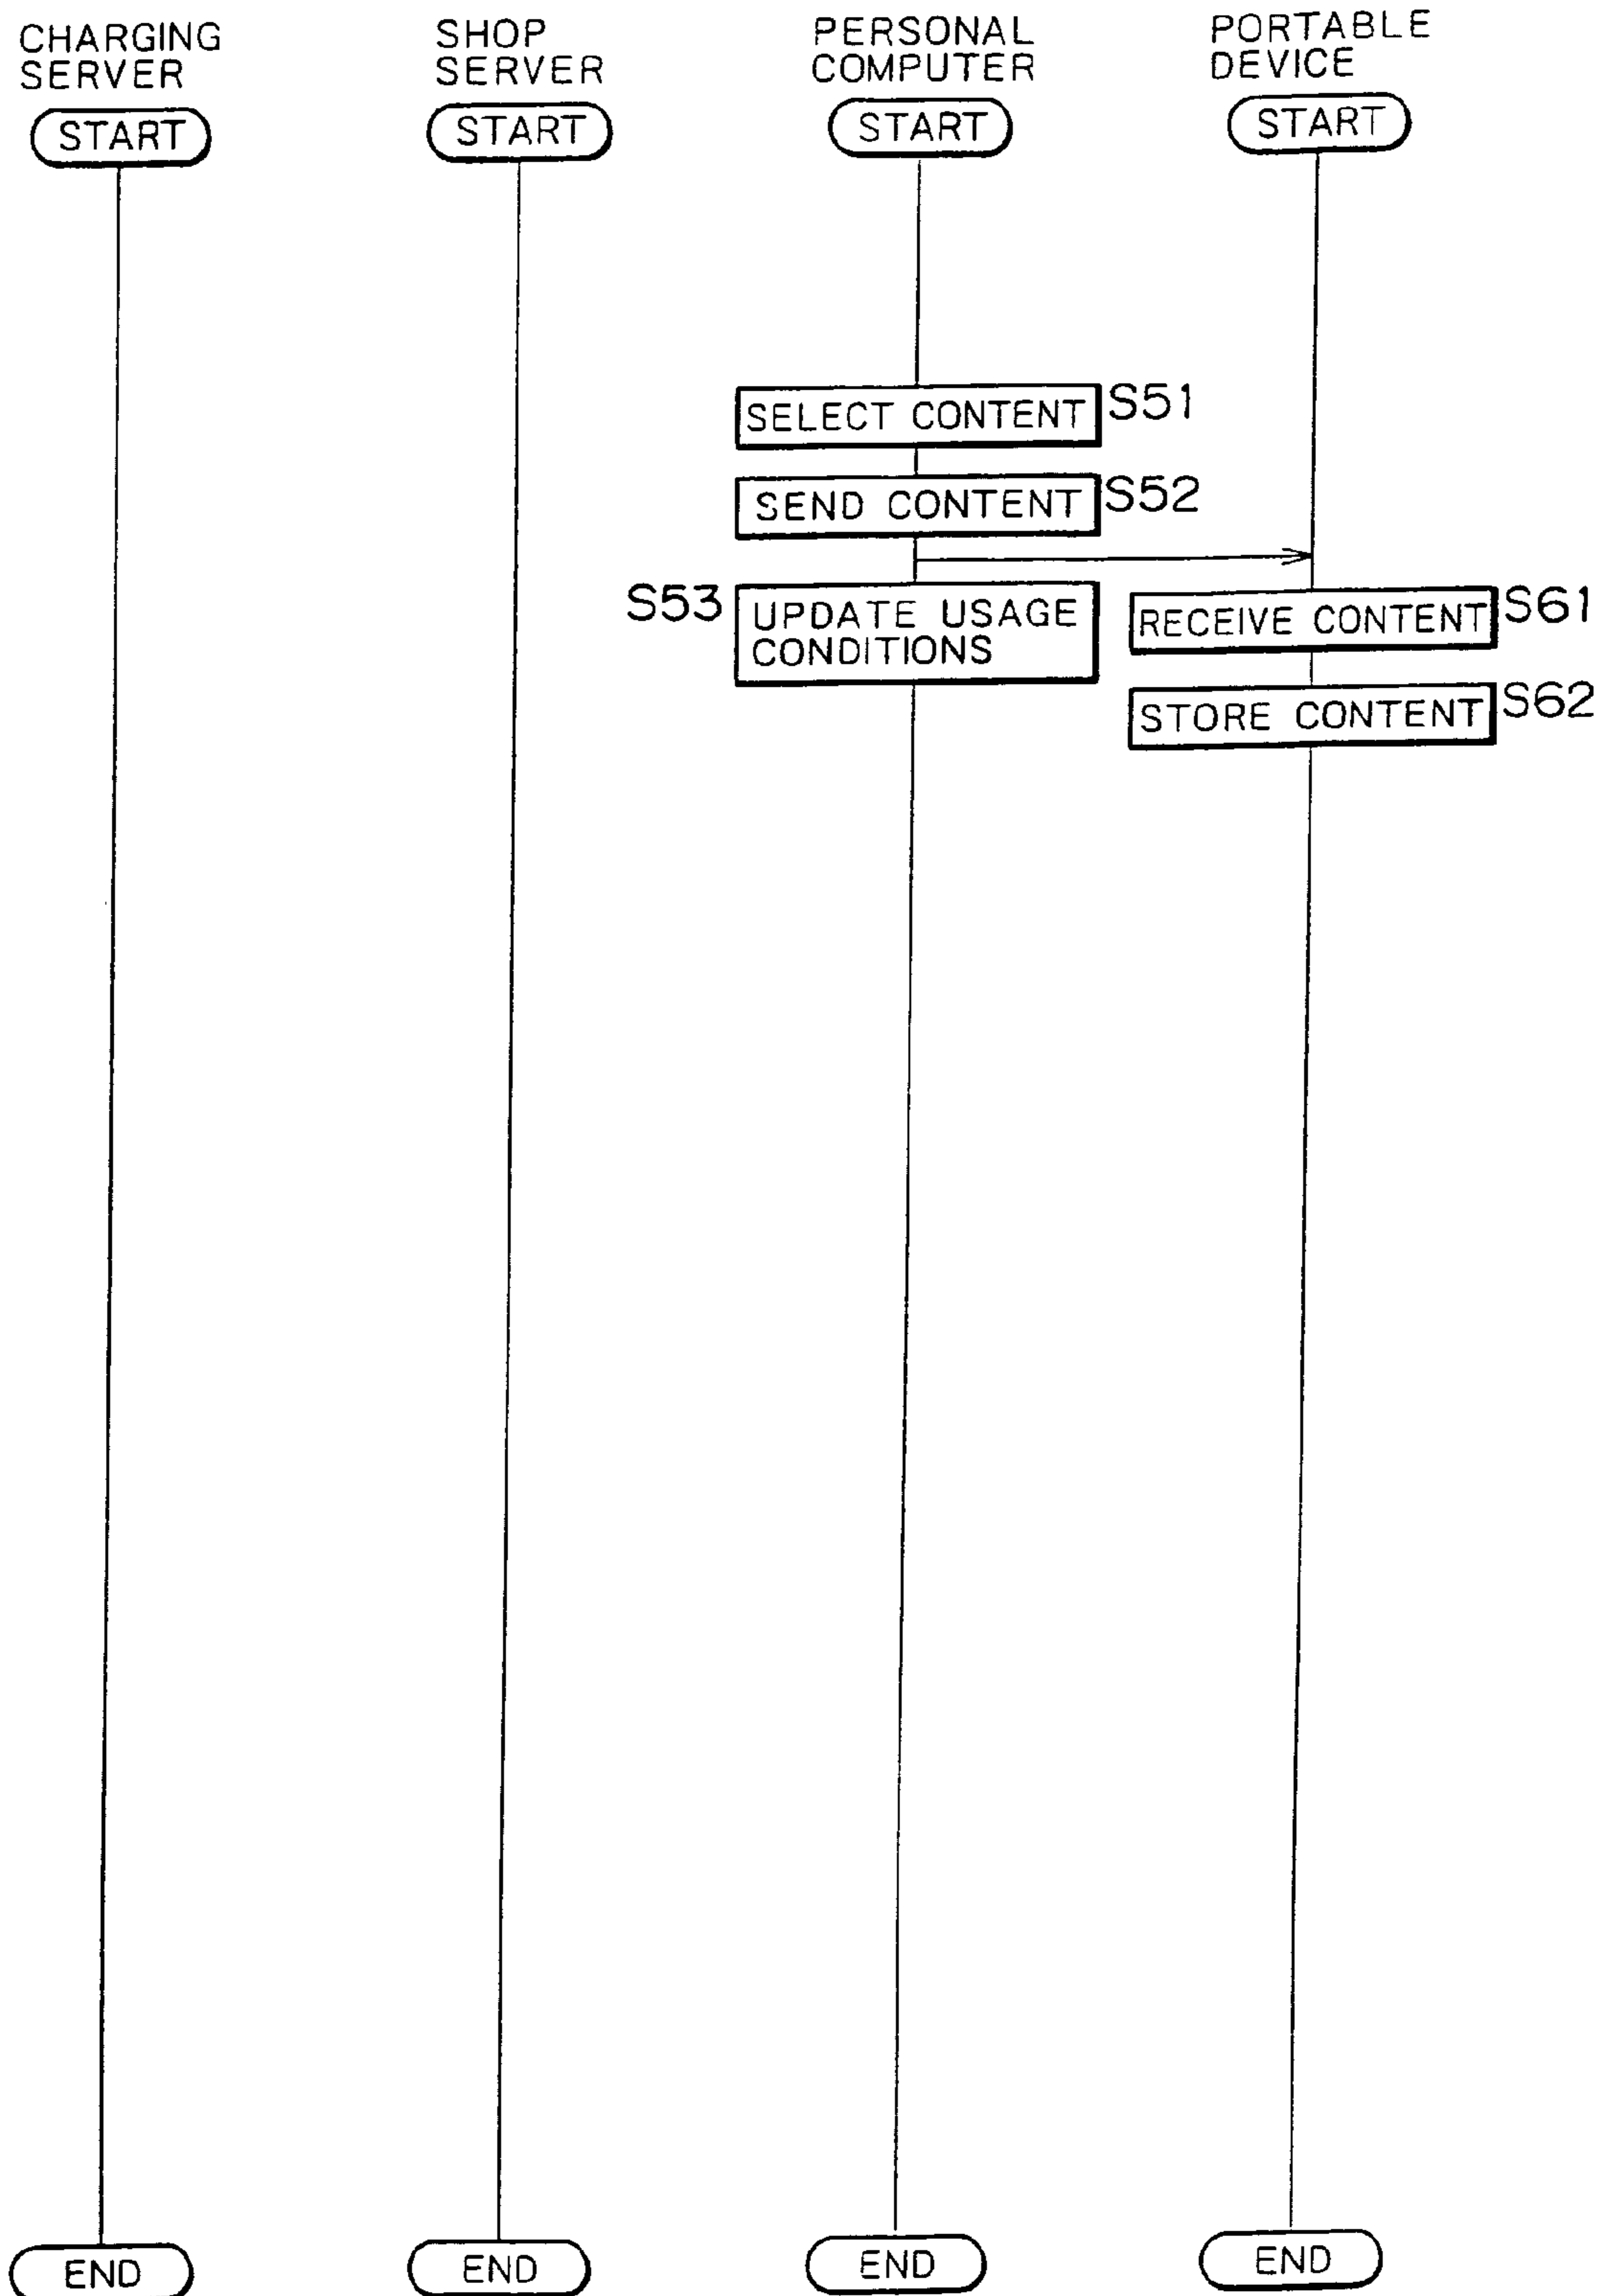 CHARGING
SERVER
SHOP
SERVER
PERSONAL
COMPUTER
PORTABLE
DEVICE
START
START
START
START
SELECT CONTENT
S51
SEND CONTENT
S52
S53
UPDATE USAGE
CONDITIONS
RECEIVE CONTENT
S61
STORE CONTENT
S62
END
END
END
END